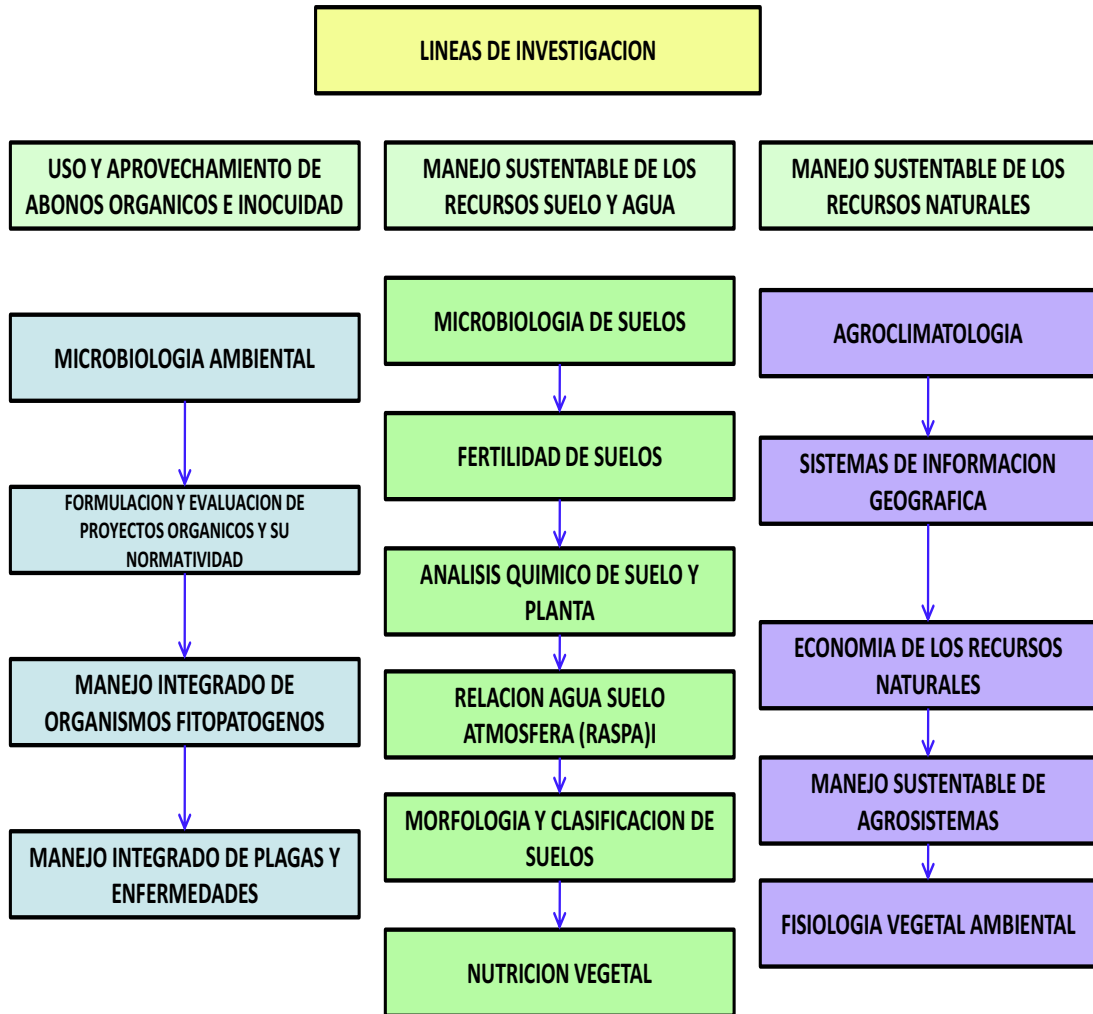 LINEAS DE INVESTIGACION
USO Y APROVECHAMIENTO DE
ABONOS ORGANICOS E INOCUIDAD
MICROBIOLOGIA AMBIENTAL
FORMULACION Y EVALUACION DE
PROYECTOS ORGANICOS Y SU
NORMATIVIDAD
MANEJO INTEGRADO DE
ORGANISMOS FITOPATOGENOS
MANEJO INTEGRADO DE PLAGAS Y
ENFERMEDADES
MANEJO SUSTENTABLE DE LOS
RECURSOS SUELO Y AGUA
MICROBIOLOGIA DE SUELOS
FERTILIDAD DE SUELOS
ANALISIS QUIMICO DE SUELO Y
PLANTA
RELACION AGUA SUELO
ATMOSFERA (RASPA)I
MORFOLOGIA Y CLASIFICACION DE
SUELOS
NUTRICION VEGETAL
MANEJO SUSTENTABLE DE LOS
RECURSOS NATURALES
AGROCLIMATOLOGIA
SISTEMAS DE INFORMACION
GEOGRAFICA
ECONOMIA DE LOS RECURSOS
NATURALES
MANEJO SUSTENTABLE DE
AGROSISTEMAS
FISIOLOGIA VEGETAL AMBIENTAL